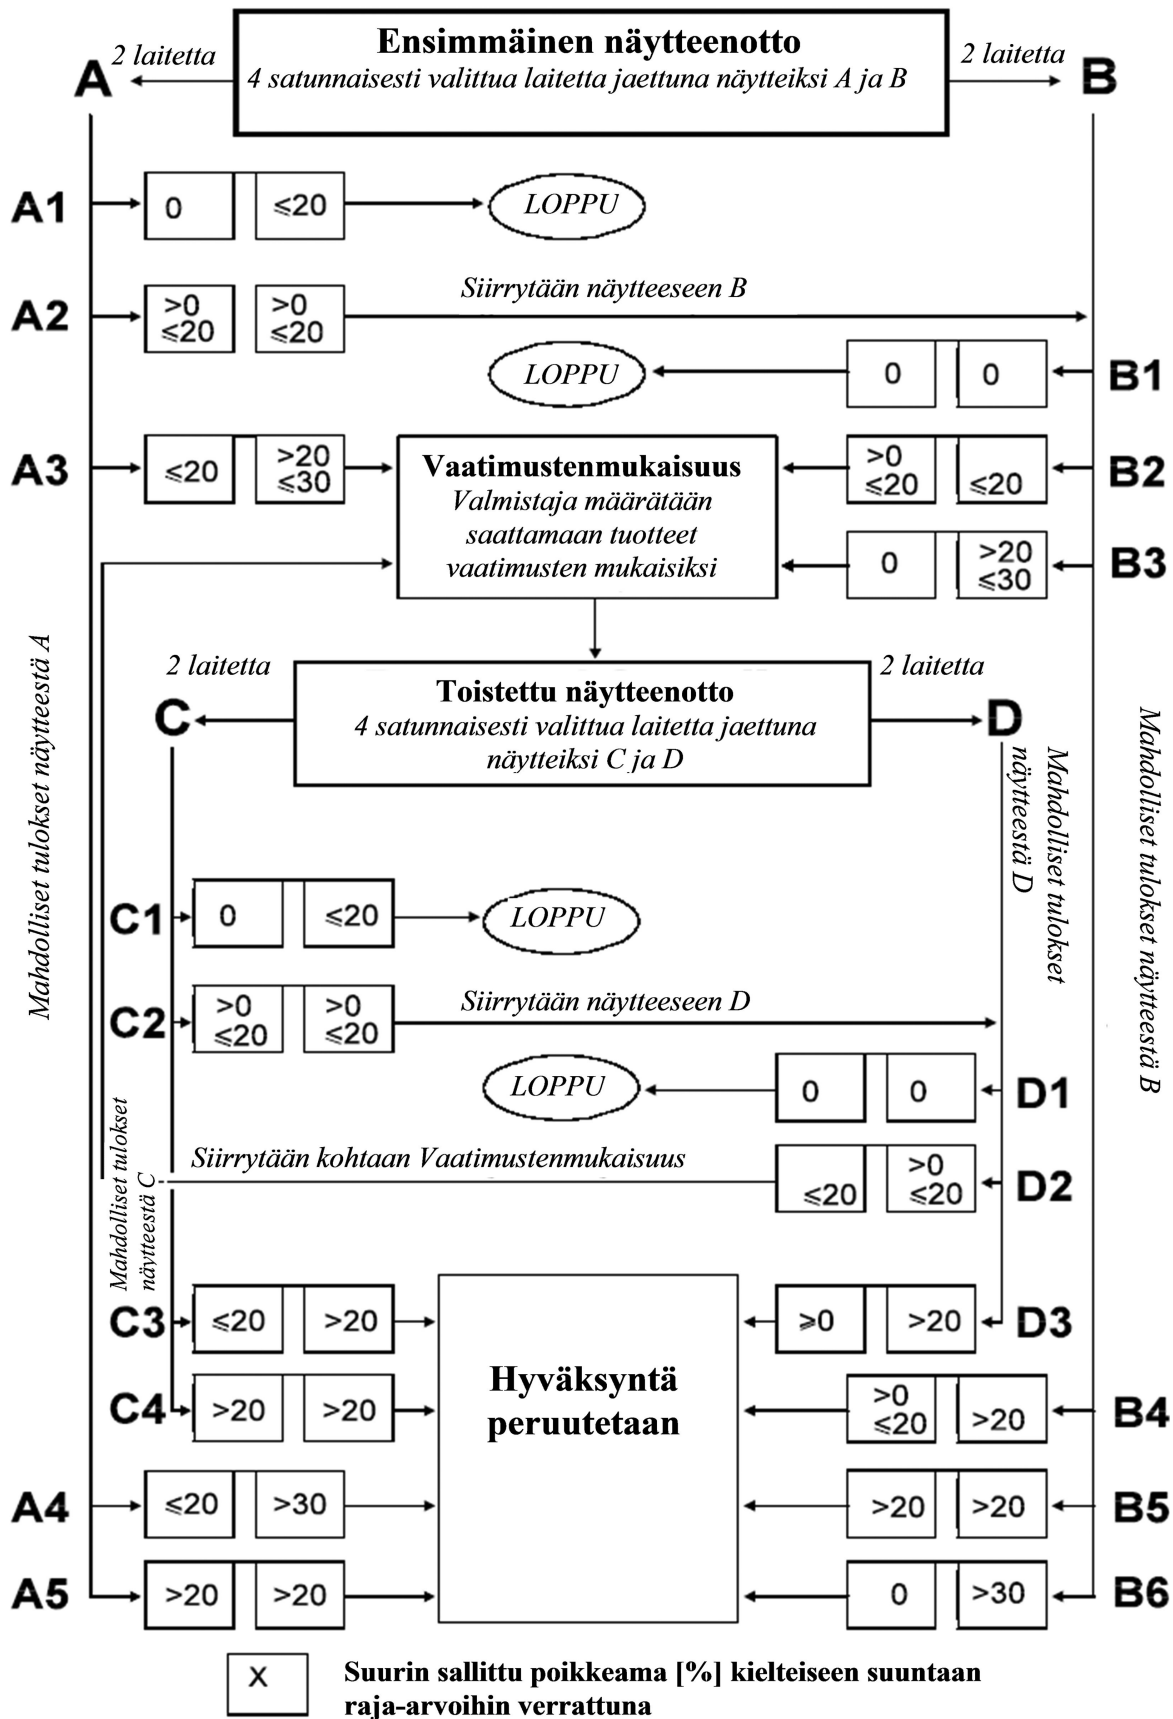 Ensimmäinen näytteenotto
4 satunnaisesti valittua laitetta jaettuna näytteiksi A ja B
A
2 laitetta
2 laitetta
B
A1
0
≤20
LOPPU
A2
>0
≤20
>0
≤20
Siirrytään näytteeseen B
LOPPU
0
0
B1
A3
≤20
>20
≤30
Vaatimustenmukaisuus
Valmistaja määrätään
saattamaan tuotteet
vaatimusten mukaisiksi
>0
≤20
≤20
B2
0
>20
≤30
B3
2 laitetta
2 laitetta
C
Toistettu näytteenotto
4 satunnaisesti valittua laitetta jaettuna
näytteiksi C ja D
D
Mahdolliset tulokset näytteestä A
Mahdolliset tulokset
näytteestä D
Mahdolliset tulokset näytteestä B
C1
0
≤20
LOPPU
C2
>0
≤20
>0
≤20
Siirrytään näytteeseen D
LOPPU
0
0
D1
Mahdolliset tulokset
näytteestä C
Siirrytään kohtaan Vaatimustenmukaisuus
≤20
>0
≤20
D2
C3
≤20
>20
Hyväksyntä
peruutetaan
≥0
>20
D3
C4
>20
>20
>0
≤20
>20
B4
A4
≤20
>30
>20
>20
B5
A5
>20
>20
0
>30
B6
X
Suurin sallittu poikkeama [%] kielteiseen suuntaan
raja-arvoihin verrattuna